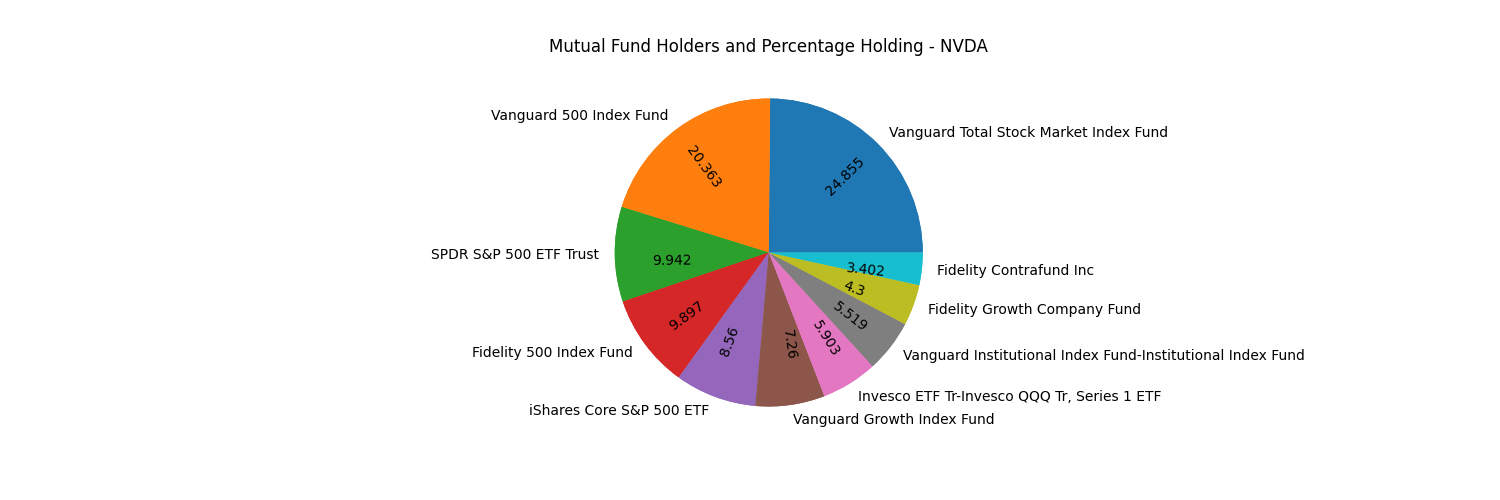 Mutual Fund Holders and Percentage Holding - NVDA
Vanguard Total Stock Market Index Fund
24.855
Vanguard 500 Index Fund
20.363
SPDR S&P 500 ETF Trust
9.942
Fidelity 500 Index Fund
9.897
iShares Core S&P 500 ETF
8.56
Vanguard Growth Index Fund
7.26
Invesco ETF Tr-Invesco QQQ Tr, Series 1 ETF
5.903
Vanguard Institutional Index Fund-Institutional Index Fund
5.519
Fidelity Growth Company Fund
4.3
Fidelity Contrafund Inc
3.402